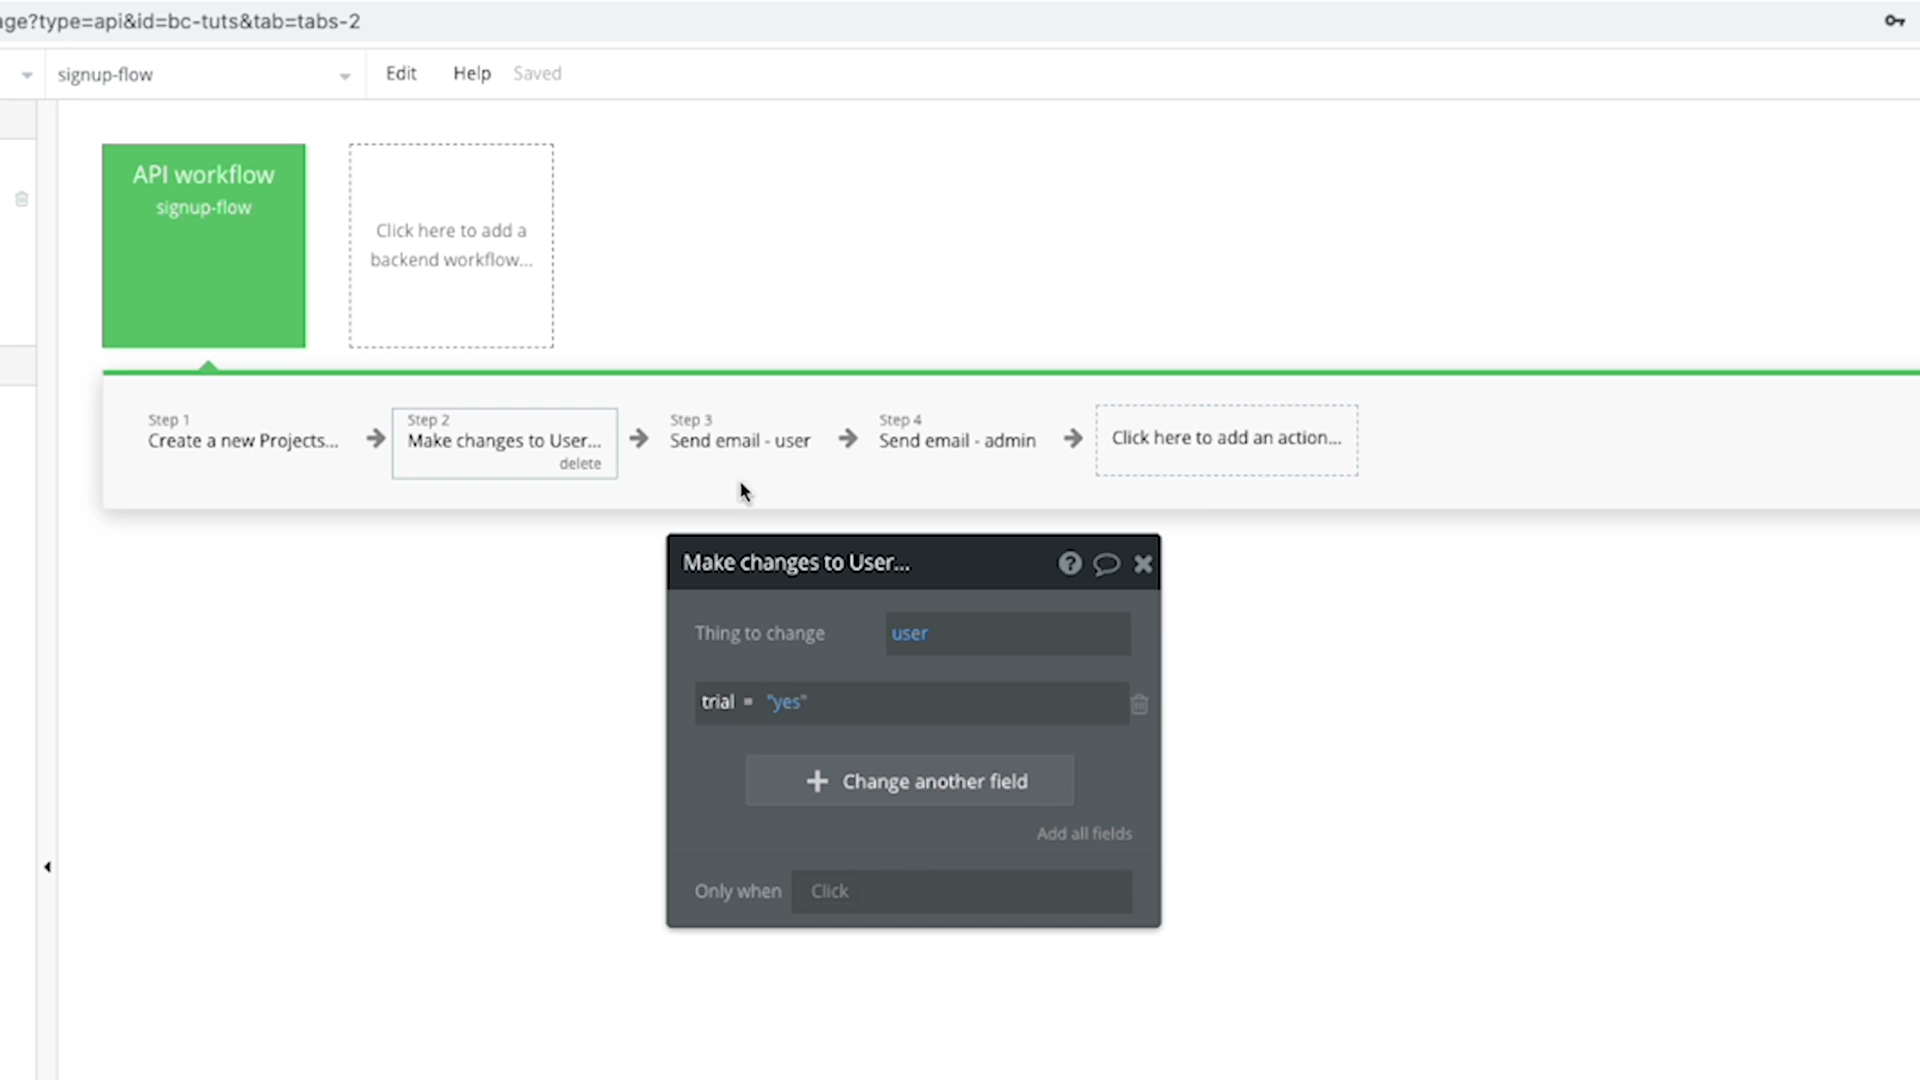 age?type=api&id=bc-tuts&tab=tabs-2
signup-flow
Edit
Help
Saved
API workflow
signup-flow
Click here to add a
backend workflow...
Step 1
Create a new Projects...
Step 2
Make changes to User...
delete
Step 3
Send email - user
Step 4
Send email - admin
Click here to add an action...
Make changes to User...
Thing to change
user
trial = "yes"
Change another field
Add all fields
Only when
Click